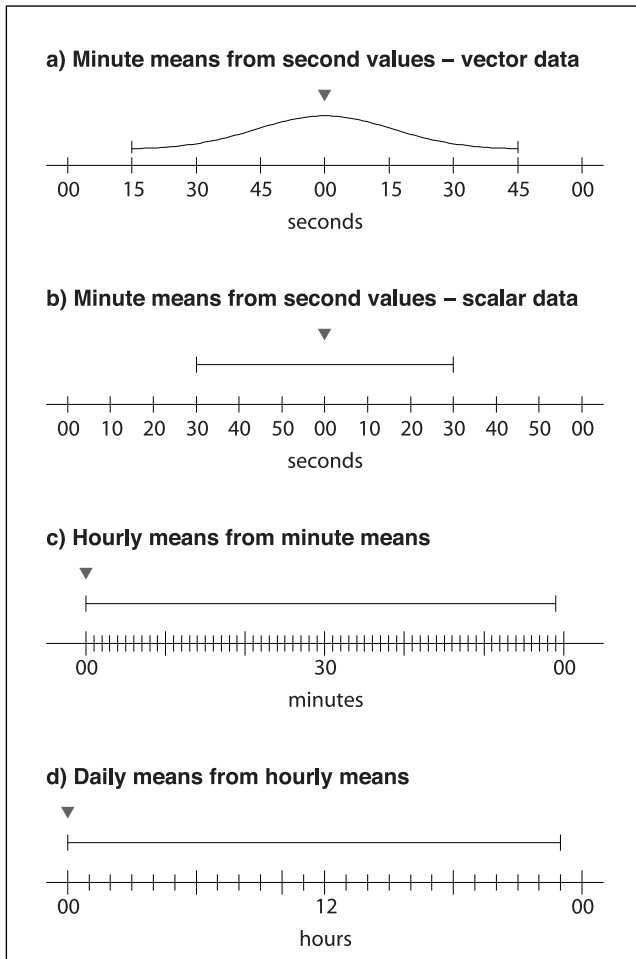 a) Minute means from second values – vector data
00 15 30 45 00 15 30 45 00
seconds
b) Minute means from second values – scalar data
00 10 20 30 40 50 00 10 20 30 40 50 00
seconds
c) Hourly means from minute means
00 30 00
minutes
d) Daily means from hourly means
00 12 00
hours